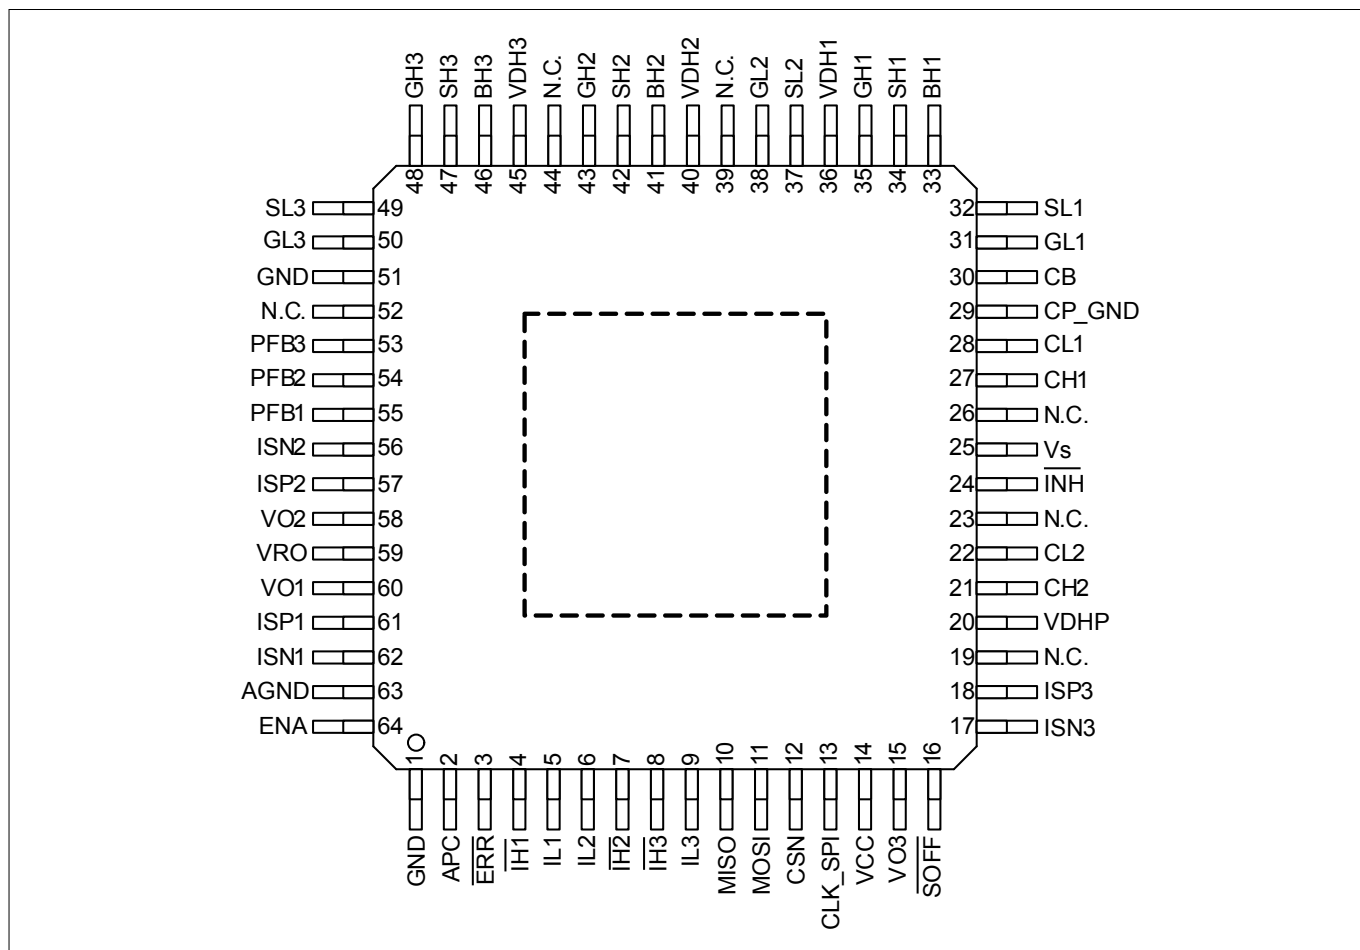 GH3
SH3
BH3
VDH3
N.C.
GH2
SH2
BH2
VDH2
N.C.
GL2
SL2
VDH1
GH1
SH1
BH1
48
47
46
45
44
43
42
41
40
39
38
37
36
35
34
33
SL3 49
GL3 50
GND 51
N.C. 52
PFB3 53
PFB2 54
PFB1 55
ISN2 56
ISP2 57
VO2 58
VRO 59
VO1 60
ISP1 61
ISN1 62
AGND 63
ENA 64
32 SL1
31 GL1
30 CB
29 CP_GND
28 CL1
27 CH1
26 N.C.
25 Vs
24 I̅N̅H̅
23 N.C.
22 CL2
21 CH2
20 VDHP
19 N.C.
18 ISP3
17 ISN3
1
2
3
4
5
6
7
8
9
10
11
12
13
14
15
16
GND
APC
E̅R̅R̅
I̅H̅1̅
IL1
IL2
I̅H̅2̅
I̅H̅3̅
IL3
MISO
MOSI
CSN
CLK_SPI
VCC
VO3
S̅O̅F̅F̅